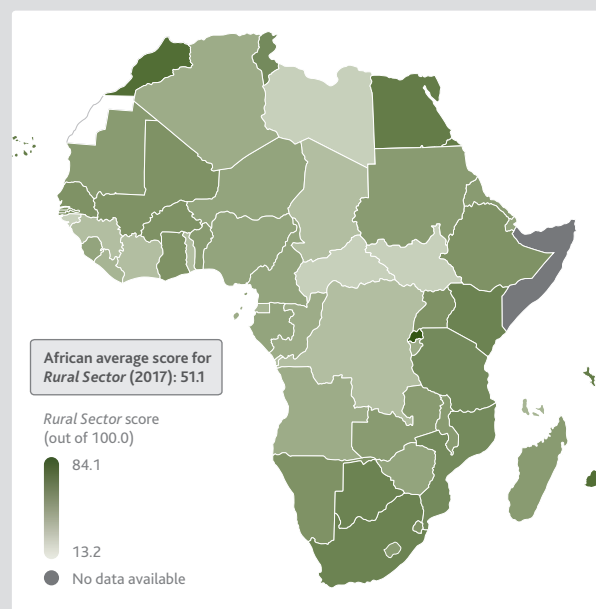 African average score for
Rural Sector (2017): 51.1
Rural Sector score
(out of 100.0)
84.1
13.2
No data available